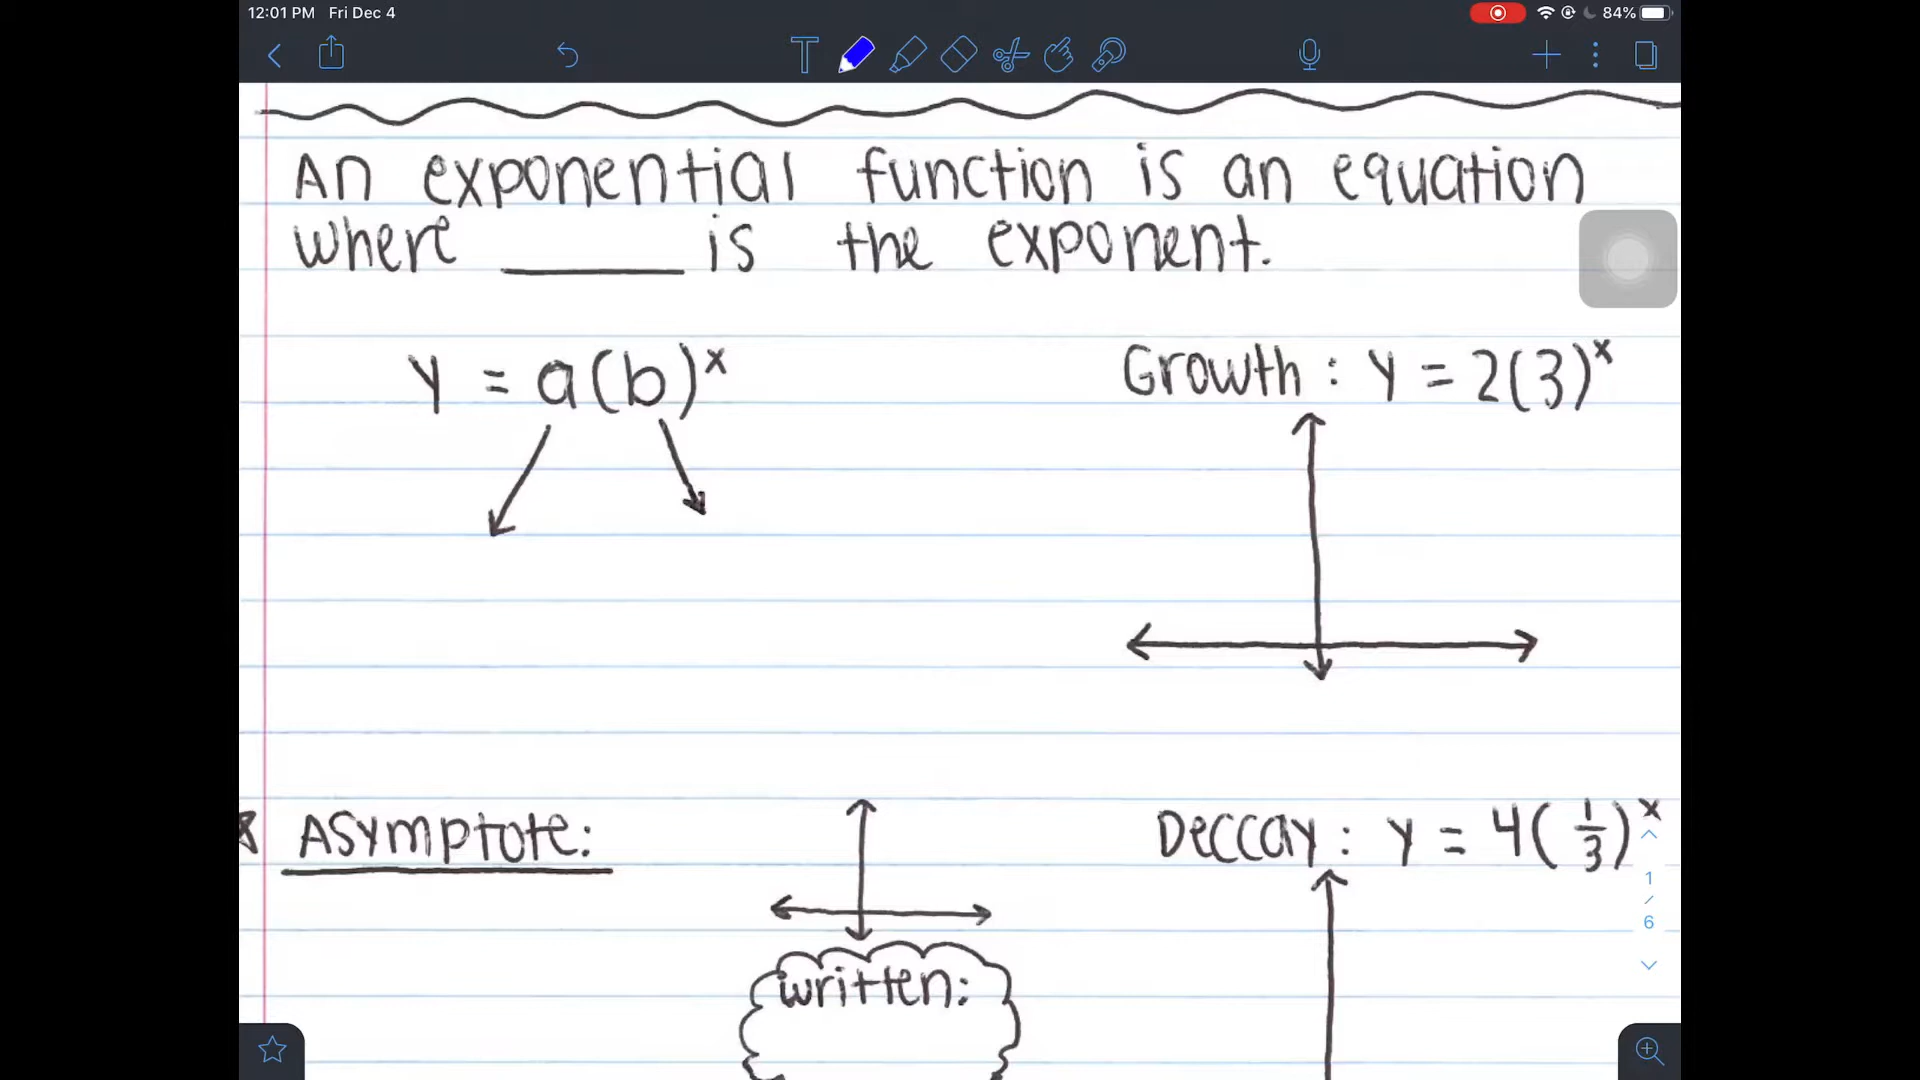 12:01 PM Fri Dec 4
84%
An exponential function is an equation
where ______ is the exponent.
y = a(b)^x
Growth : y = 2(3)^x
Asymptote:
Deccay : y = 4(1/3)^x
written:
1
/
6